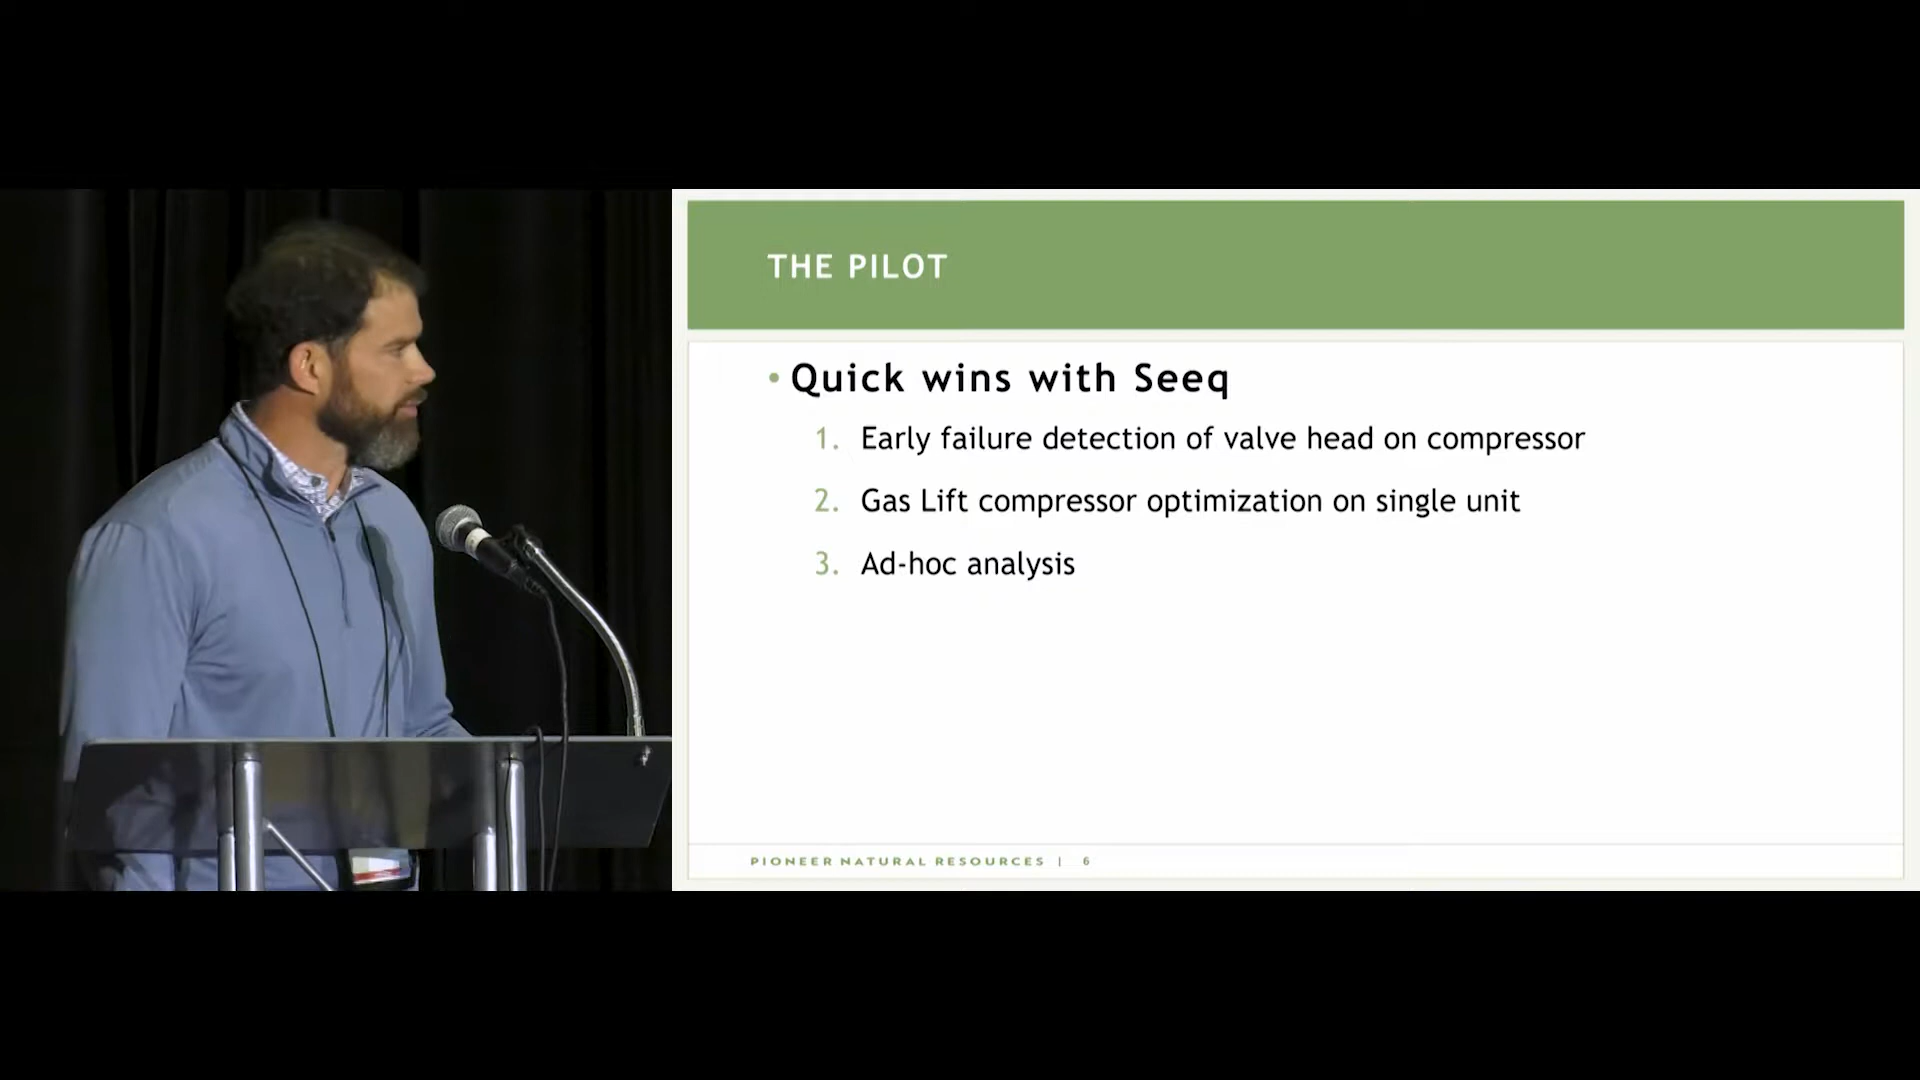 THE PILOT
• Quick wins with Seeq
1. Early failure detection of valve head on compressor
2. Gas Lift compressor optimization on single unit
3. Ad-hoc analysis
PIONEER NATURAL RESOURCES | 6